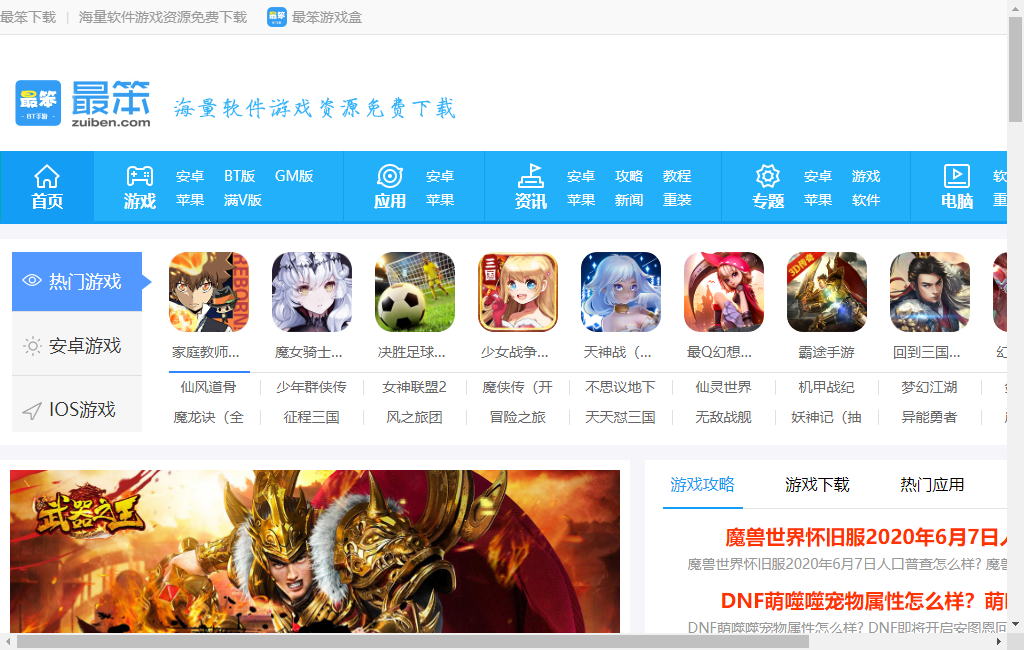 最笨下载 | 海量软件游戏资源免费下载 最笨 最笨游戏盒
最笨 - BT手游 - 最笨 zuiben.com 海量软件游戏资源免费下载
首页 游戏 安卓 BT版 GM版 苹果 满V版
应用 安卓 苹果
资讯 安卓 攻略 教程 苹果 新闻 重装
专题 安卓 游戏 苹果 软件
电脑 软 重
热门游戏
安卓游戏
IOS游戏
REBORN 三国 3D传奇
家庭教师... 魔女骑士... 决胜足球... 少女战争... 天神战（... 最Q幻想... 霸途手游 回到三国... 幻
仙风道骨 少年群侠传 女神联盟2 魔侠传（开 不思议地下 仙灵世界 机甲战纪 梦幻江湖
魔龙诀（全 征程三国 风之旅团 冒险之旅 天天怼三国 无敌战舰 妖神记（抽 异能勇者
武器之王
游戏攻略 游戏下载 热门应用
魔兽世界怀旧服2020年6月7日人
魔兽世界怀旧服2020年6月7日人口普查怎么样? 魔兽
DNF萌噬噬宠物属性怎么样？萌
DNF萌噬噬宠物属性怎么样? DNF即将开启安图恩回